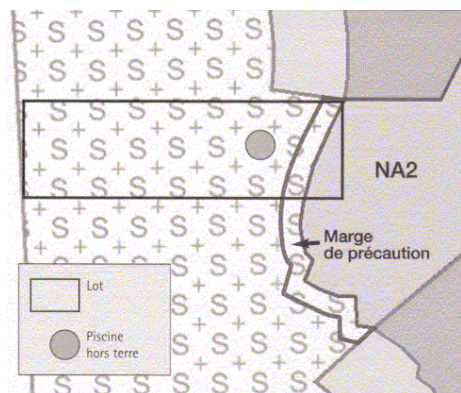 NA2
Marge
de précaution
Lot
Piscine
hors terre